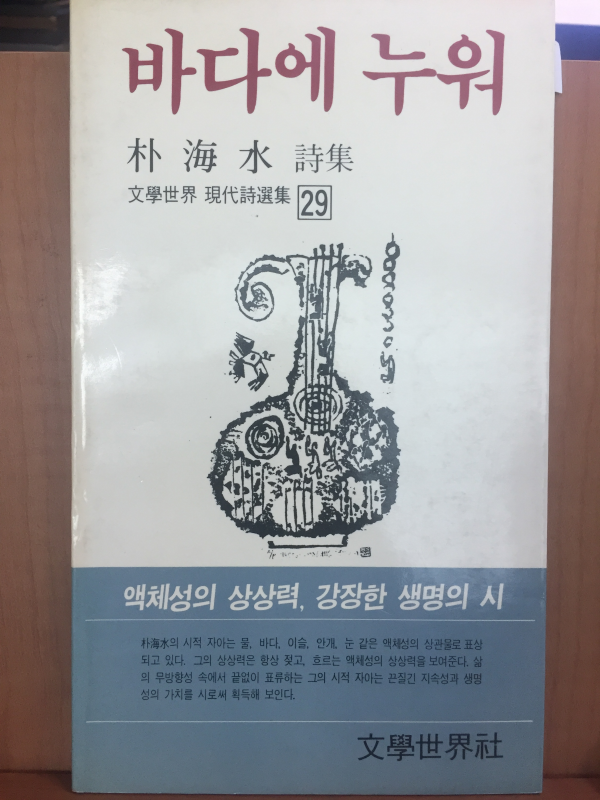 바다에 누워
朴海水 詩集
文學世界 現代詩選集 29
액체성의 상상력, 강장한 생명의 시
朴海水의 시적 자아는 물, 바다, 이슬, 안개, 눈 같은 액체성의 상관물로 표상
되고 있다. 그의 상상력은 항상 젖고, 흐르는 액체성의 상상력을 보여준다. 삶
의 무방향성 속에서 끝없이 표류하는 그의 시적 자아는 끈질긴 지속성과 생명
성의 가치를 시로써 획득해 보인다.
文學世界社